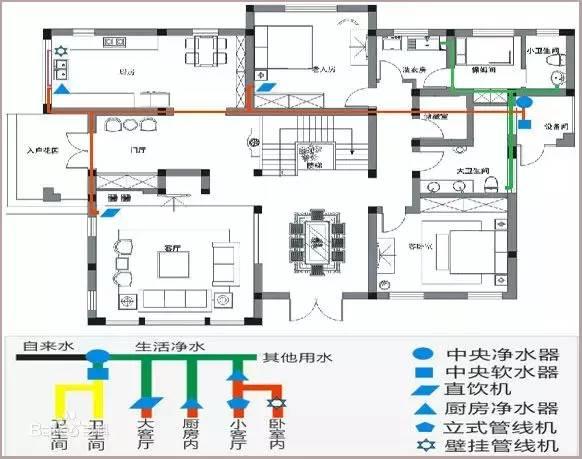 厨房
老人房
洗衣房
保姆间
小卫生间
储藏室
设备间
入户花园
门厅
楼梯
大卫生间
客厅
客卧室
自来水
生活净水
其他用水
卫生间
卫生间
大客厅
厨房内
小客厅
卧室内
中央净水器
中央软水器
直饮机
厨房净水器
立式管线机
壁挂管线机